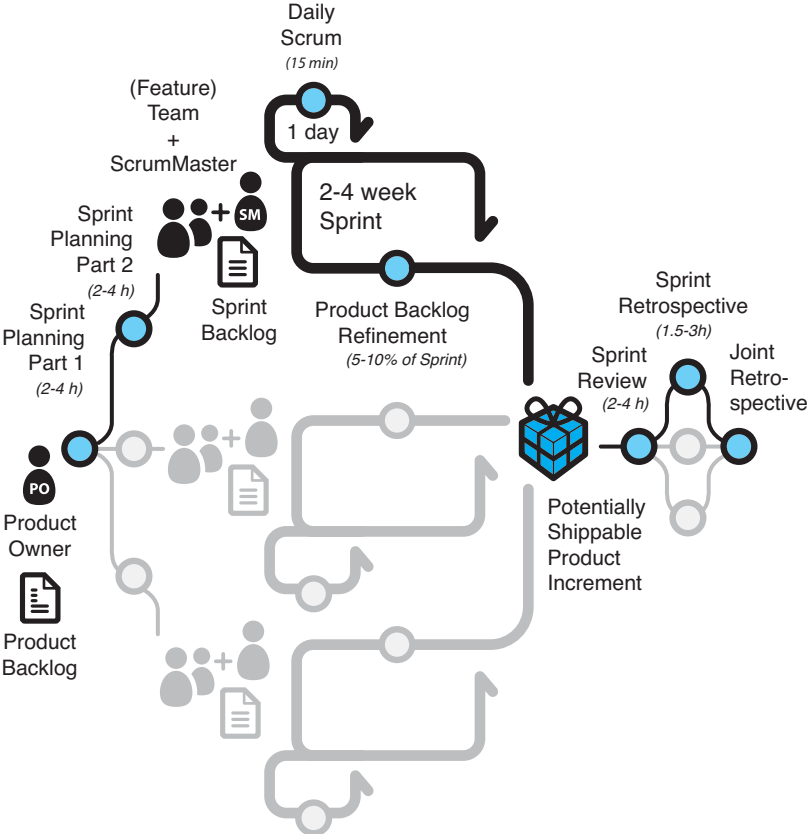 Daily
Scrum
(15 min)
1 day
(Feature)
Team
+
ScrumMaster
+
SM
2-4 week
Sprint
Sprint
Planning
Part 2
(2-4 h)
Sprint
Backlog
Sprint
Planning
Part 1
(2-4 h)
Product Backlog
Refinement
(5-10% of Sprint)
Sprint
Retrospective
(1.5-3h)
Sprint
Review
(2-4 h)
Joint
Retro-
spective
+
PO
Product
Owner
Potentially
Shippable
Product
Increment
Product
Backlog
+